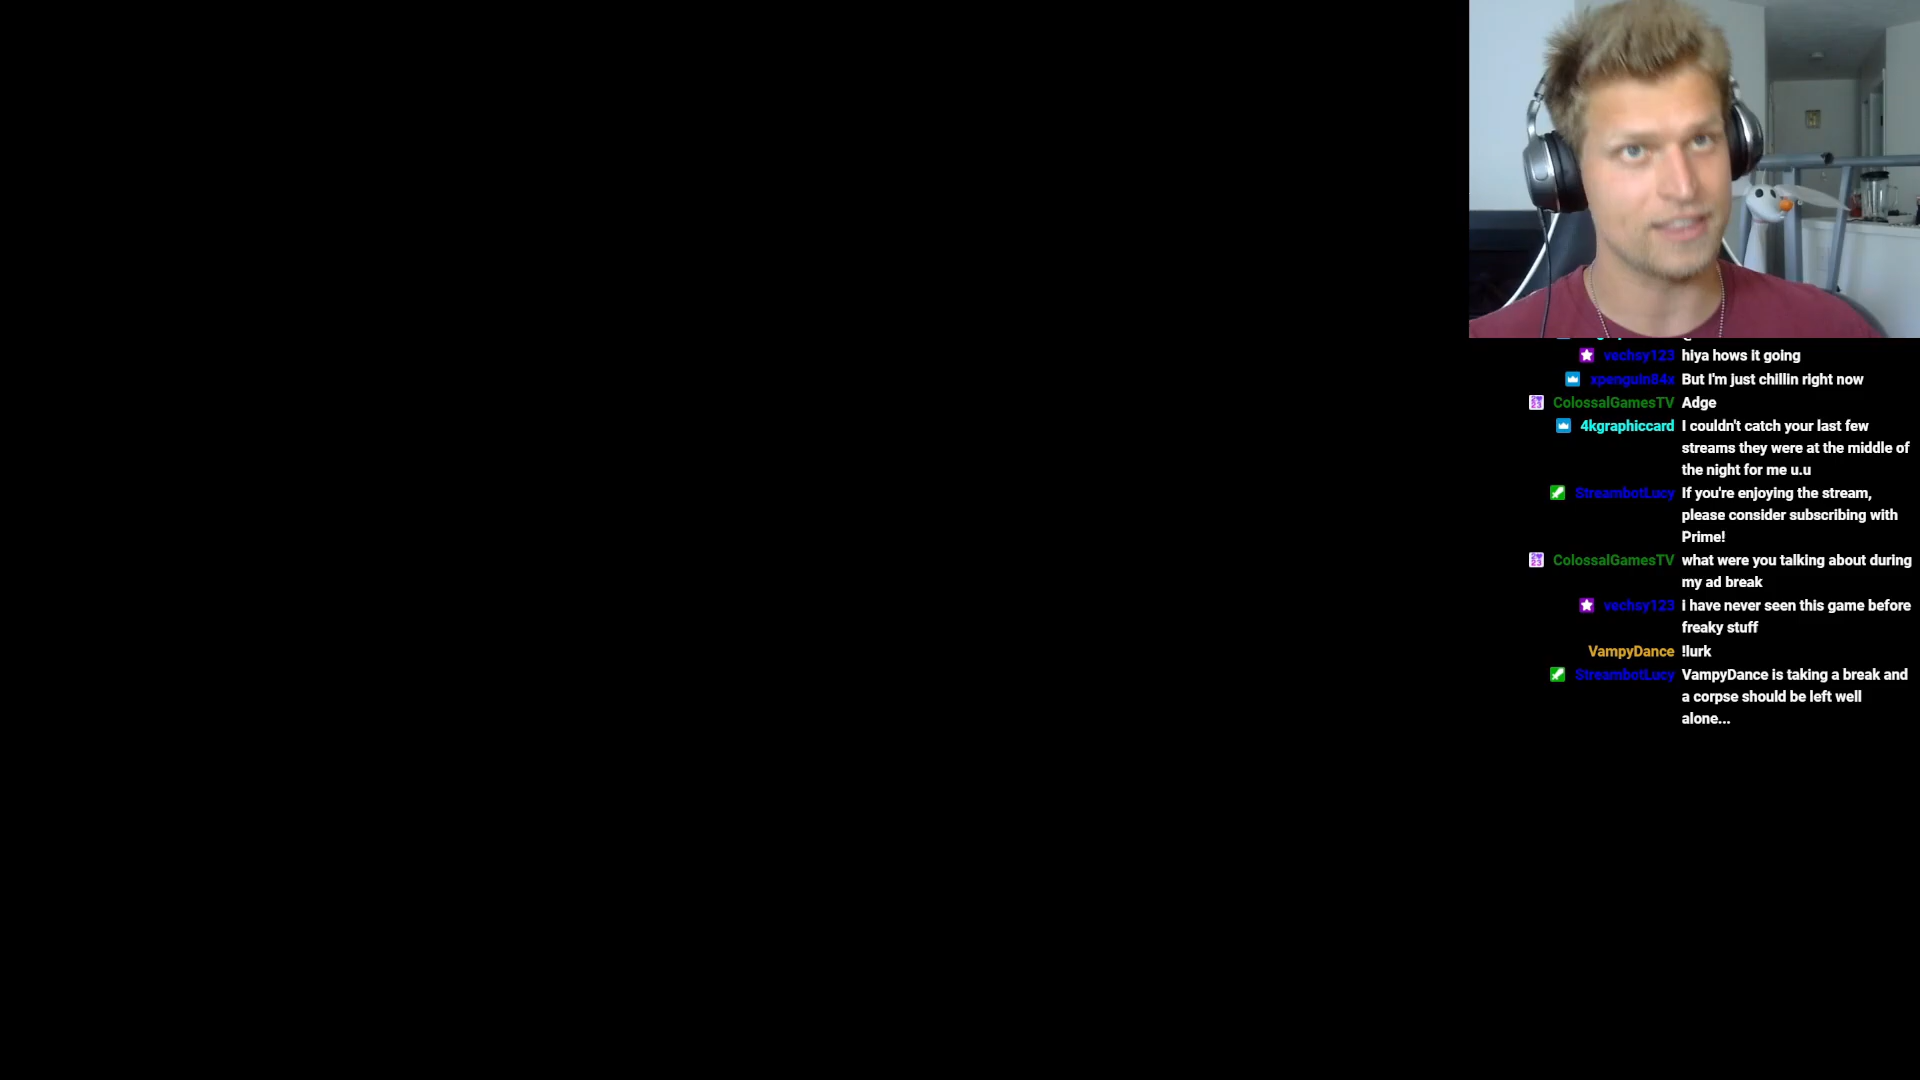 vechsy123 hiya hows it going
xpenguin84x But I'm just chillin right now
ColossalGamesTV Adge
4kgraphiccard I couldn't catch your last few
streams they were at the middle of
the night for me u.u
StreambotLucy If you're enjoying the stream,
please consider subscribing with
Prime!
ColossalGamesTV what were you talking about during
my ad break
vechsy123 i have never seen this game before
freaky stuff
VampyDance !lurk
StreambotLucy VampyDance is taking a break and
a corpse should be left well
alone...